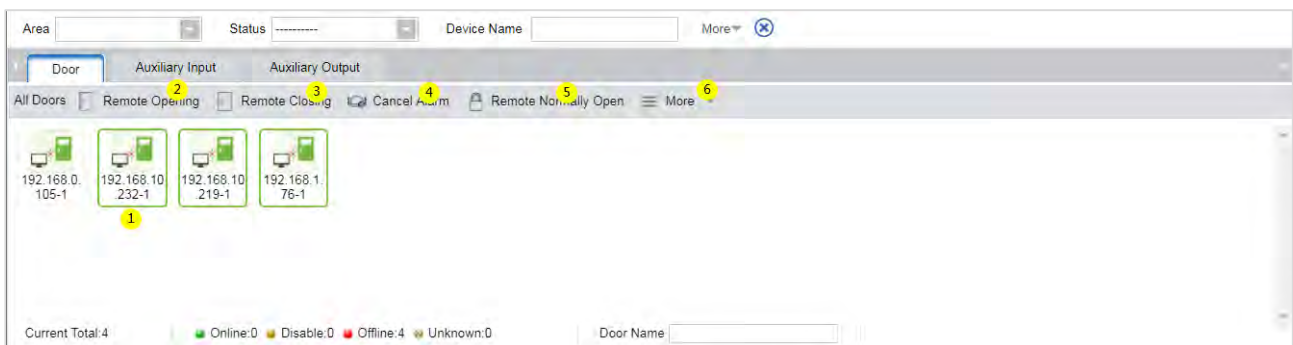 Area Status ---------- Device Name More
Door Auxiliary Input Auxiliary Output
2 3 4 5 6
All Doors Remote Opening Remote Closing Cancel Alarm Remote Normally Open More
192.168.0. 192.168.10 192.168.10 192.168.1.
105-1 .232-1 .219-1 76-1
1
Current Total:4 Online:0 Disable:0 Offline:4 Unknown:0 Door Name